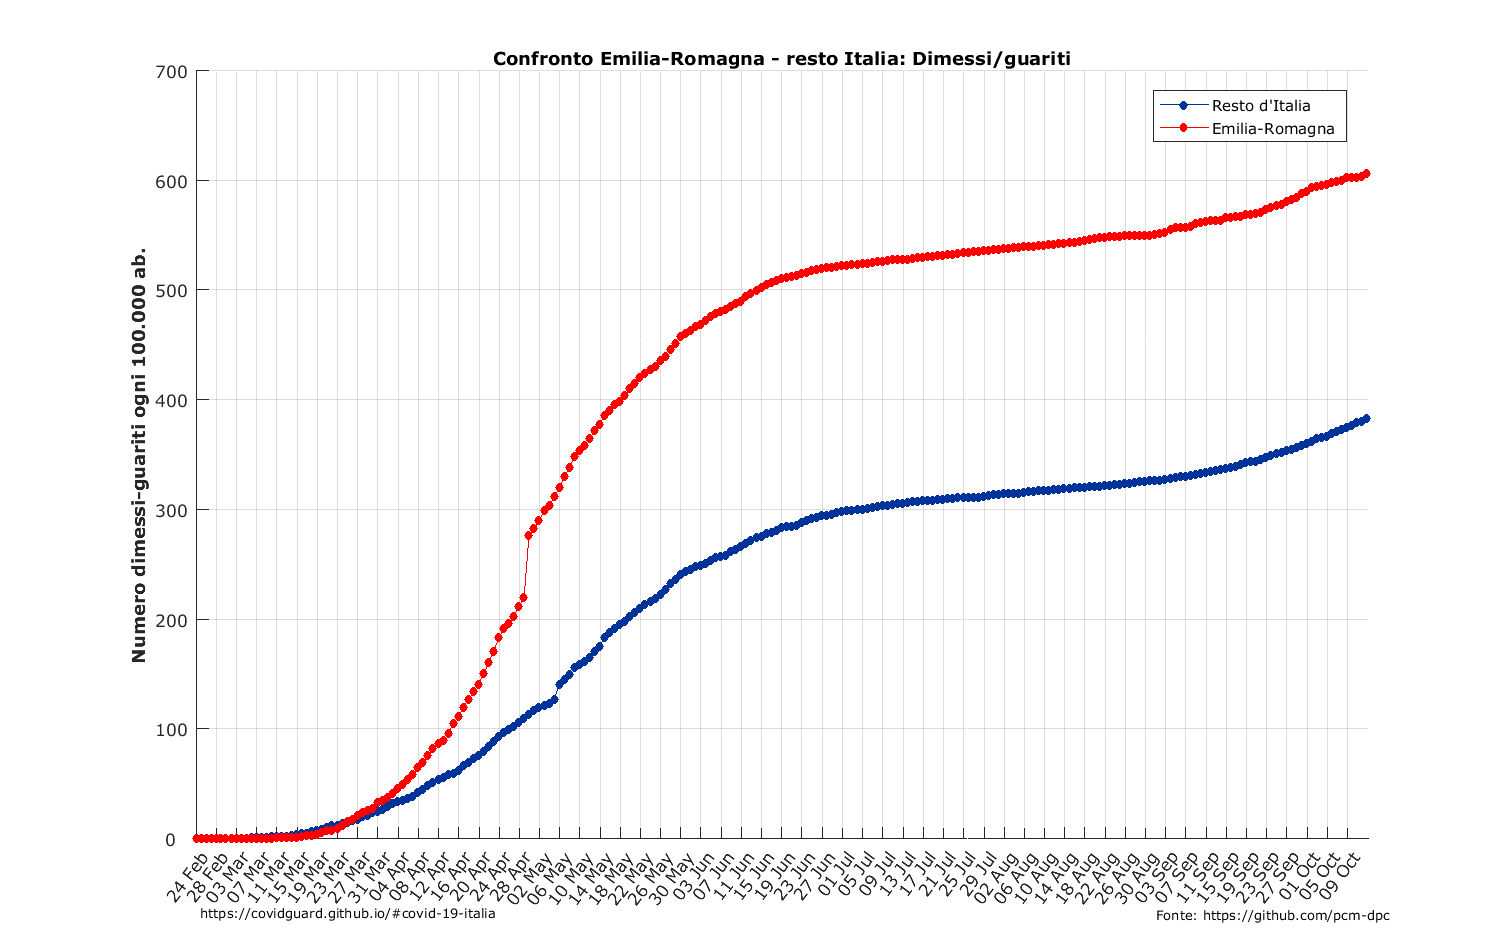 Confronto Emilia-Romagna - resto Italia: Dimessi/guariti
Resto d'Italia
Emilia-Romagna
Numero dimessi-guariti ogni 100.000 ab.
700
600
500
400
300
200
100
0
24 Feb
28 Feb
03 Mar
07 Mar
11 Mar
15 Mar
19 Mar
23 Mar
27 Mar
31 Mar
04 Apr
08 Apr
12 Apr
16 Apr
20 Apr
24 Apr
28 Apr
02 May
06 May
10 May
14 May
18 May
22 May
26 May
30 May
03 Jun
07 Jun
11 Jun
15 Jun
19 Jun
23 Jun
27 Jun
01 Jul
05 Jul
09 Jul
13 Jul
17 Jul
21 Jul
25 Jul
29 Jul
02 Aug
06 Aug
10 Aug
14 Aug
18 Aug
22 Aug
26 Aug
30 Aug
03 Sep
07 Sep
11 Sep
15 Sep
19 Sep
23 Sep
27 Sep
01 Oct
05 Oct
09 Oct
https://covidguard.github.io/#covid-19-italia
Fonte: https://github.com/pcm-dpc